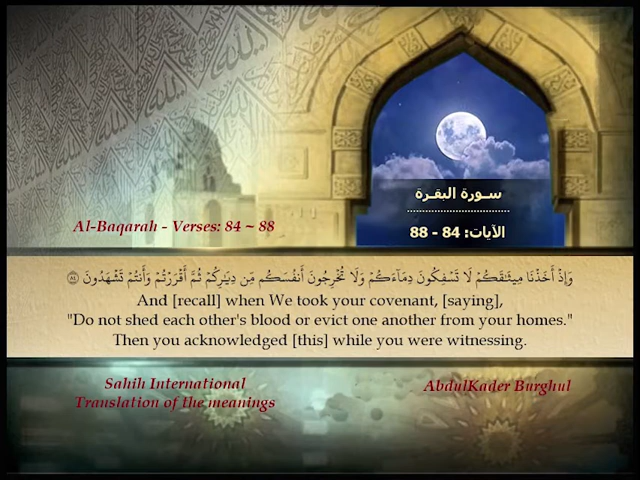 سورة البقرة
Al-Baqarah - Verses: 84 ~ 88
الآيات: 84 - 88
وَإِذْ أَخَذْنَا مِيثَٰقَكُمْ لَا تَسْفِكُونَ دِمَآءَكُمْ وَلَا تُخْرِجُونَ أَنفُسَكُم مِّن دِيَٰرِكُمْ ثُمَّ أَقْرَرْتُمْ وَأَنتُمْ تَشْهَدُونَ ٨٤
And [recall] when We took your covenant, [saying],
"Do not shed each other's blood or evict one another from your homes."
Then you acknowledged [this] while you were witnessing.
Sahih International
Translation of the meanings
AbdulKader Burghul